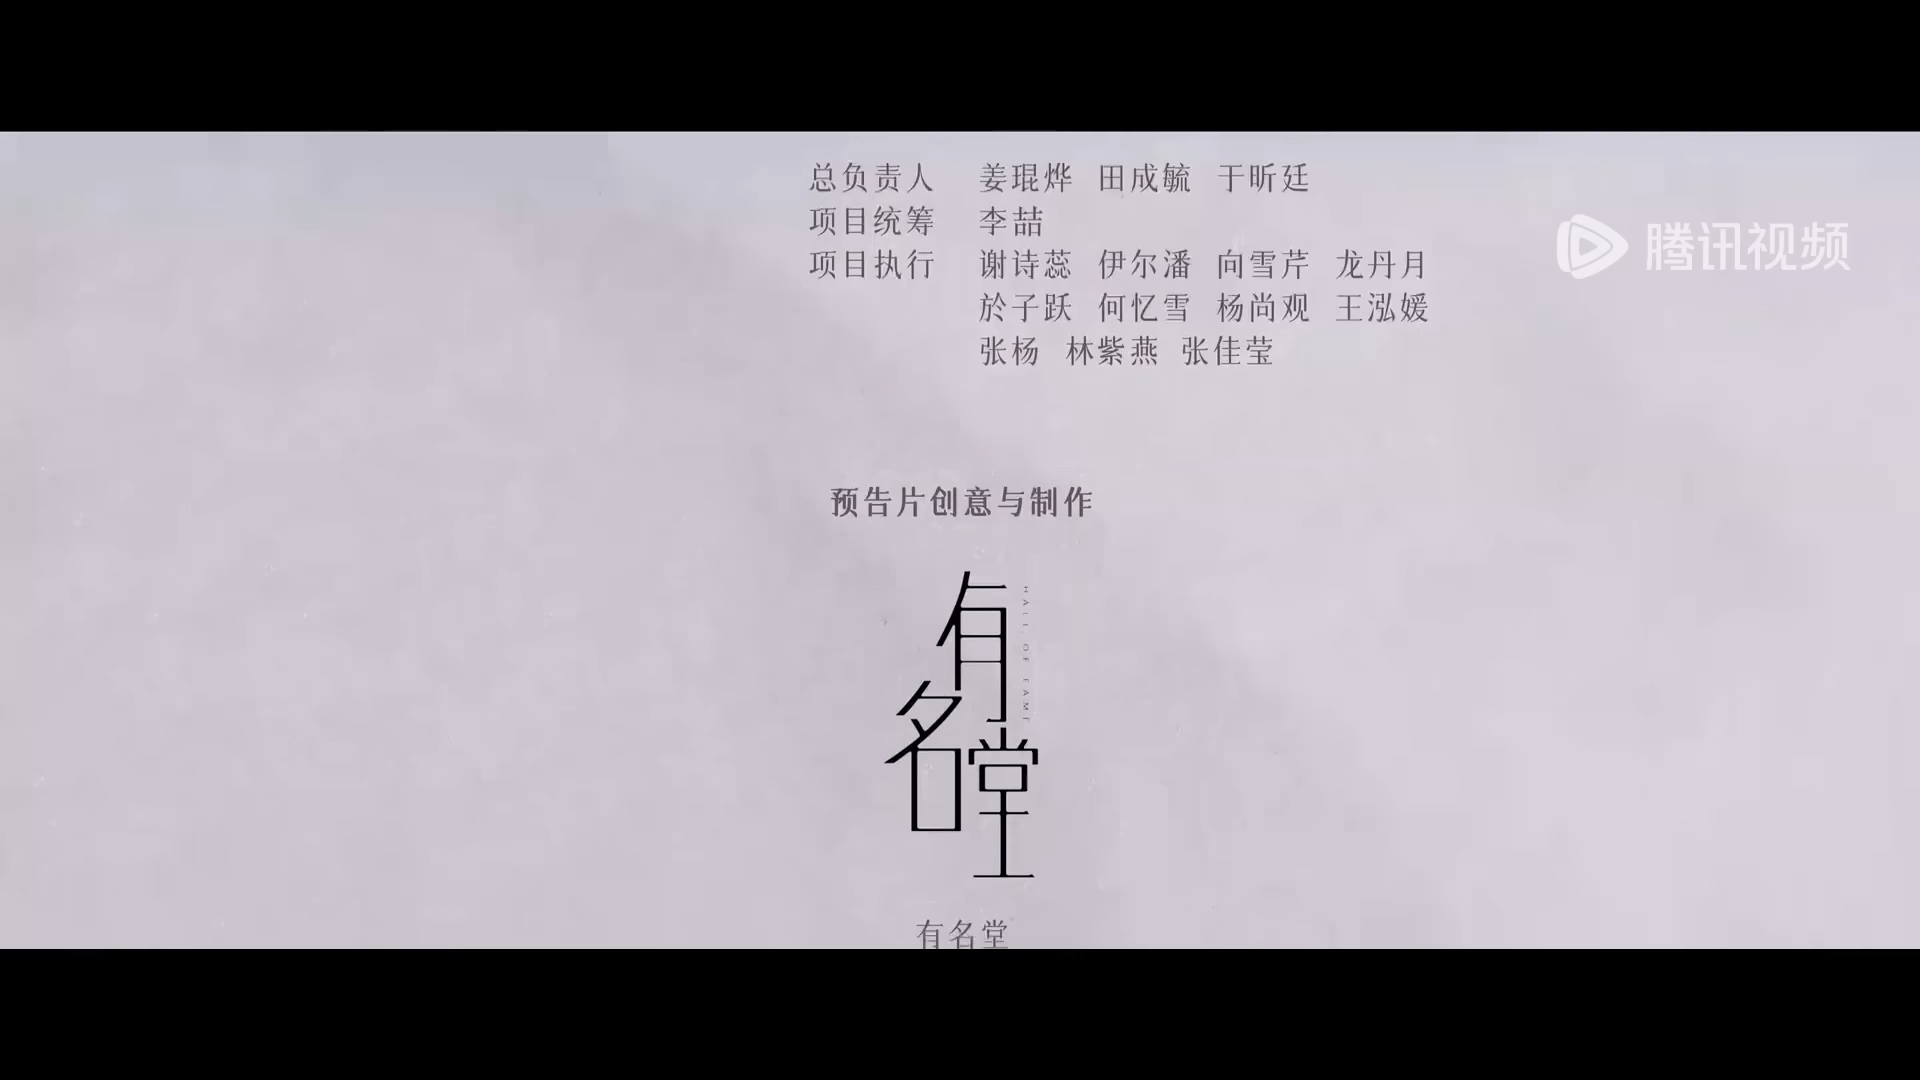 总负责人 姜琨烨 田成毓 于昕廷
项目统筹 李喆
项目执行 谢诗蕊 伊尔潘 向雪芹 龙丹月
於子跃 何忆雪 杨尚观 王泓媛
张杨 林紫燕 张佳莹
腾讯视频
预告片创意与制作
有名堂
HALL OF FAME
有名堂